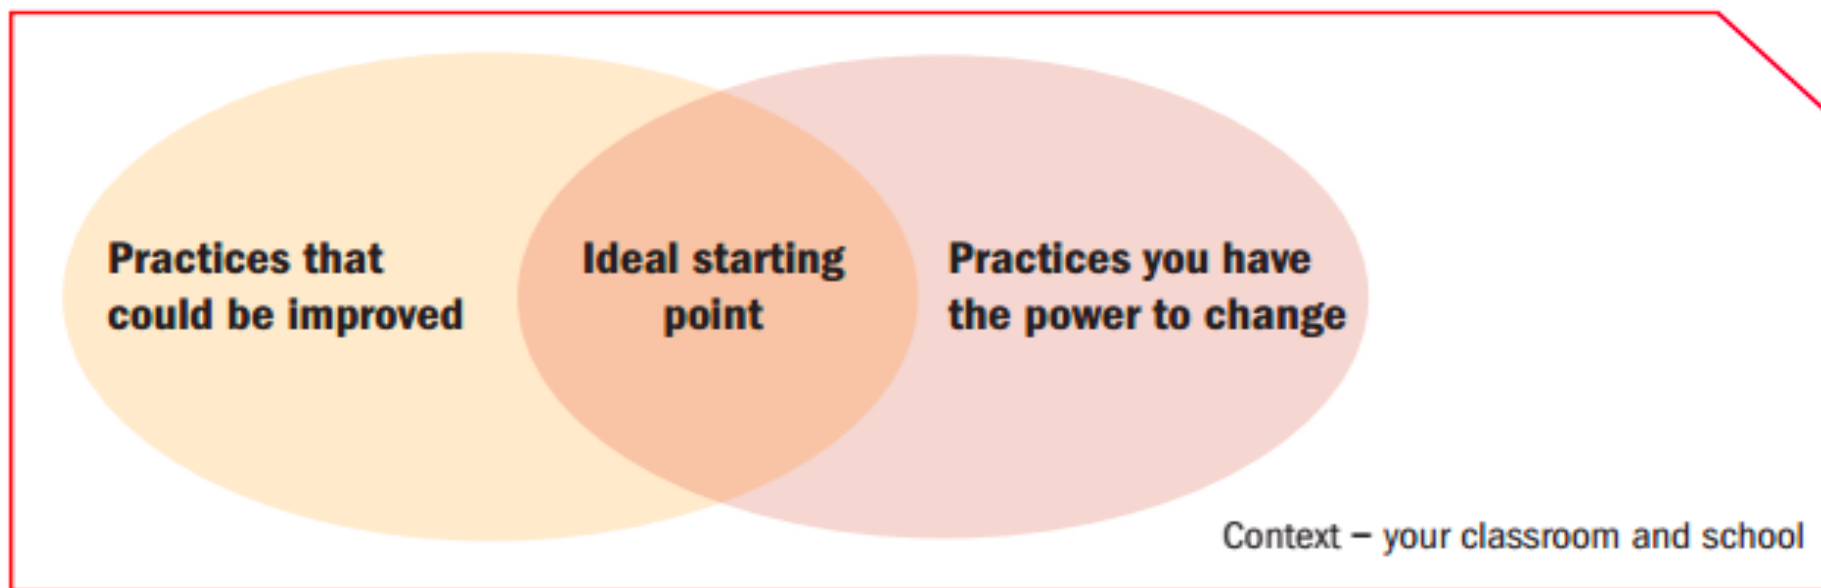 Practices that
could be improved
Ideal starting
point
Practices you have
the power to change
Context – your classroom and school